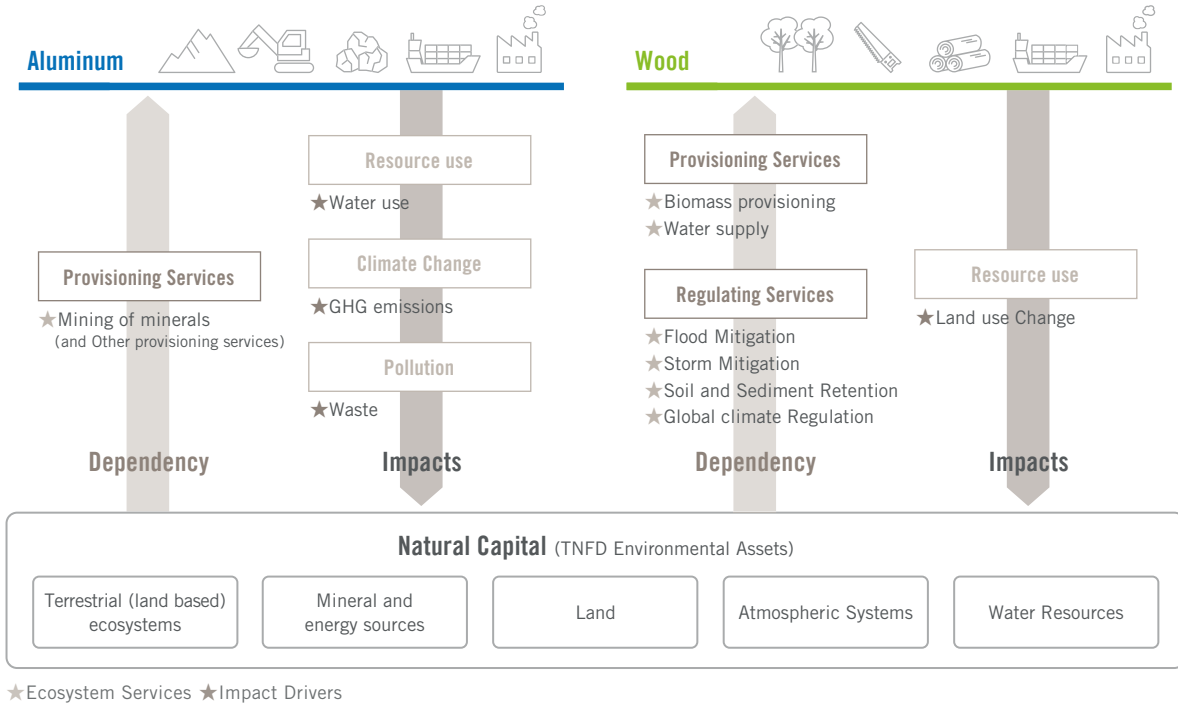 Aluminum
Provisioning Services
★Mining of minerals
(and Other provisioning services)
Dependency
Resource use
★Water use
Climate Change
★GHG emissions
Pollution
★Waste
Impacts
Wood
Provisioning Services
★Biomass provisioning
★Water supply
Regulating Services
★Flood Mitigation
★Storm Mitigation
★Soil and Sediment Retention
★Global climate Regulation
Dependency
Resource use
★Land use Change
Impacts
Natural Capital (TNFD Environmental Assets)
Terrestrial (land based)
ecosystems
Mineral and
energy sources
Land
Atmospheric Systems
Water Resources
★Ecosystem Services ★Impact Drivers